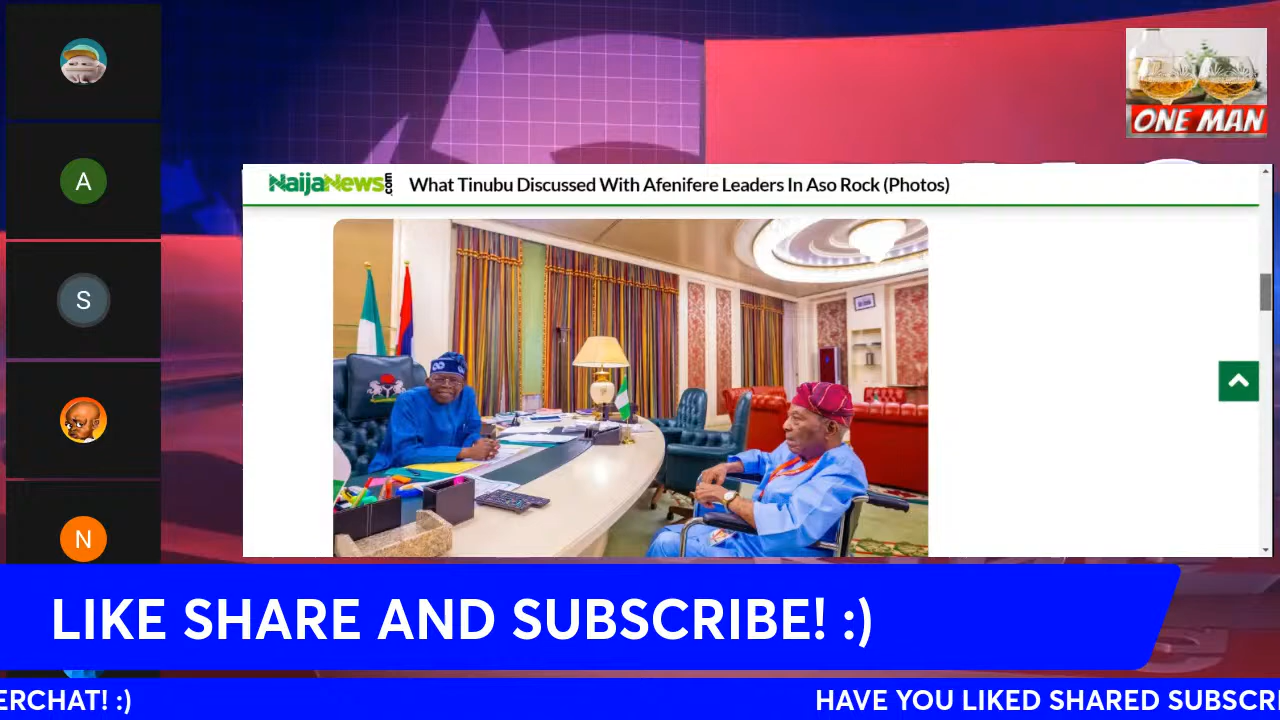 A
S
N
ONE MAN
NaijaNews.com
What Tinubu Discussed With Afenifere Leaders In Aso Rock (Photos)
LIKE SHARE AND SUBSCRIBE! :)
ERCHAT! :)
HAVE YOU LIKED SHARED SUBSCRI